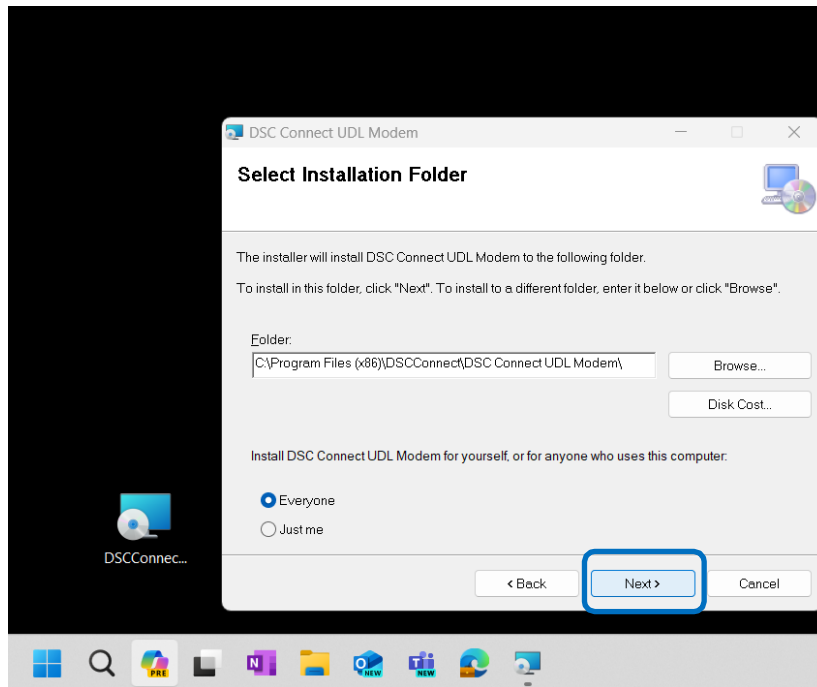 DSC Connect UDL Modem
Select Installation Folder
The installer will install DSC Connect UDL Modem to the following folder.
To install in this folder, click "Next". To install to a different folder, enter it below or click "Browse".
Folder:
C:\Program Files (x86)\DSCConnect\DSC Connect UDL Modem\
Browse...
Disk Cost...
Install DSC Connect UDL Modem for yourself, or for anyone who uses this computer:
Everyone
Just me
DSCConnec...
< Back
Next >
Cancel
PRE
N
O
NEW
T
NEW